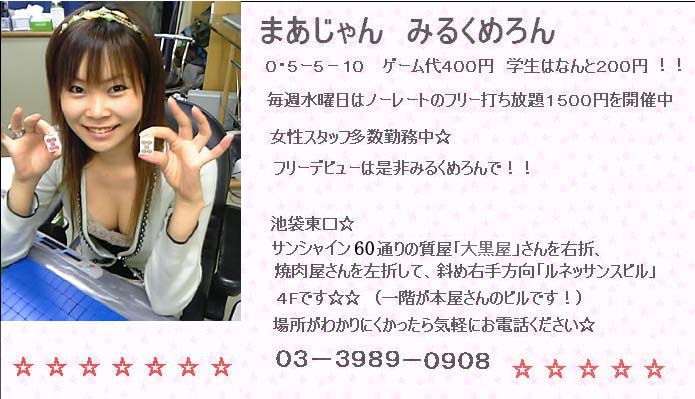 まあじゃん　みるくめろん
０・５－５－１０　ゲーム代４００円　学生はなんと２００円！！
毎週水曜日はノーレートのフリー打ち放題１５００円を開催中
女性スタッフ多数勤務中☆
フリーデビューは是非みるくめろんで！！
池袋東口☆
サンシャイン60通りの質屋「大黒屋」さんを右折、
焼肉屋さんを左折して、斜め右手方向「ルネッサンスビル」
４Fです☆☆　（一階が本屋さんのビルです！）
場所がわかりにくかったら気軽にお電話ください☆
０３－３９８９－０９０８